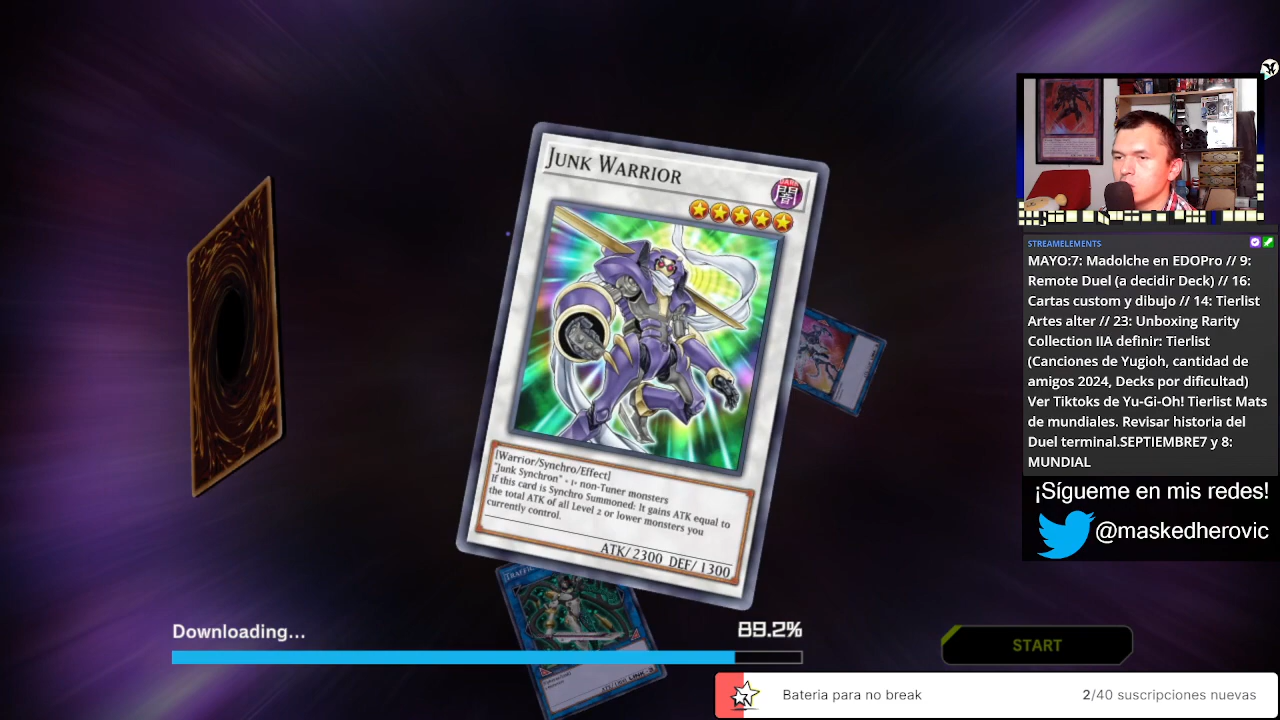 JUNK WARRIOR
DARK
闇
[Warrior/Synchro/Effect]
"Junk Synchron" + 1+ non-Tuner monsters
If this card is Synchro Summoned: It gains ATK equal to
the total ATK of all Level 2 or lower monsters you
currently control.
ATK/2300 DEF/1300
Downloading...
89.2%
START
STREAMELEMENTS
MAYO:7: Madolche en EDOPro // 9:
Remote Duel (a decidir Deck) // 16:
Cartas custom y dibujo // 14: Tierlist
Artes alter // 23: Unboxing Rarity
Collection IIA definir: Tierlist
(Canciones de Yugioh, cantidad de
amigos 2024, Decks por dificultad)
Ver Tiktoks de Yu-Gi-Oh! Tierlist Mats
de mundiales. Revisar historia del
Duel terminal.SEPTIEMBRE7 y 8:
MUNDIAL
¡Sígueme en mis redes!
@maskedherovic
Bateria para no break
2/40 suscripciones nuevas